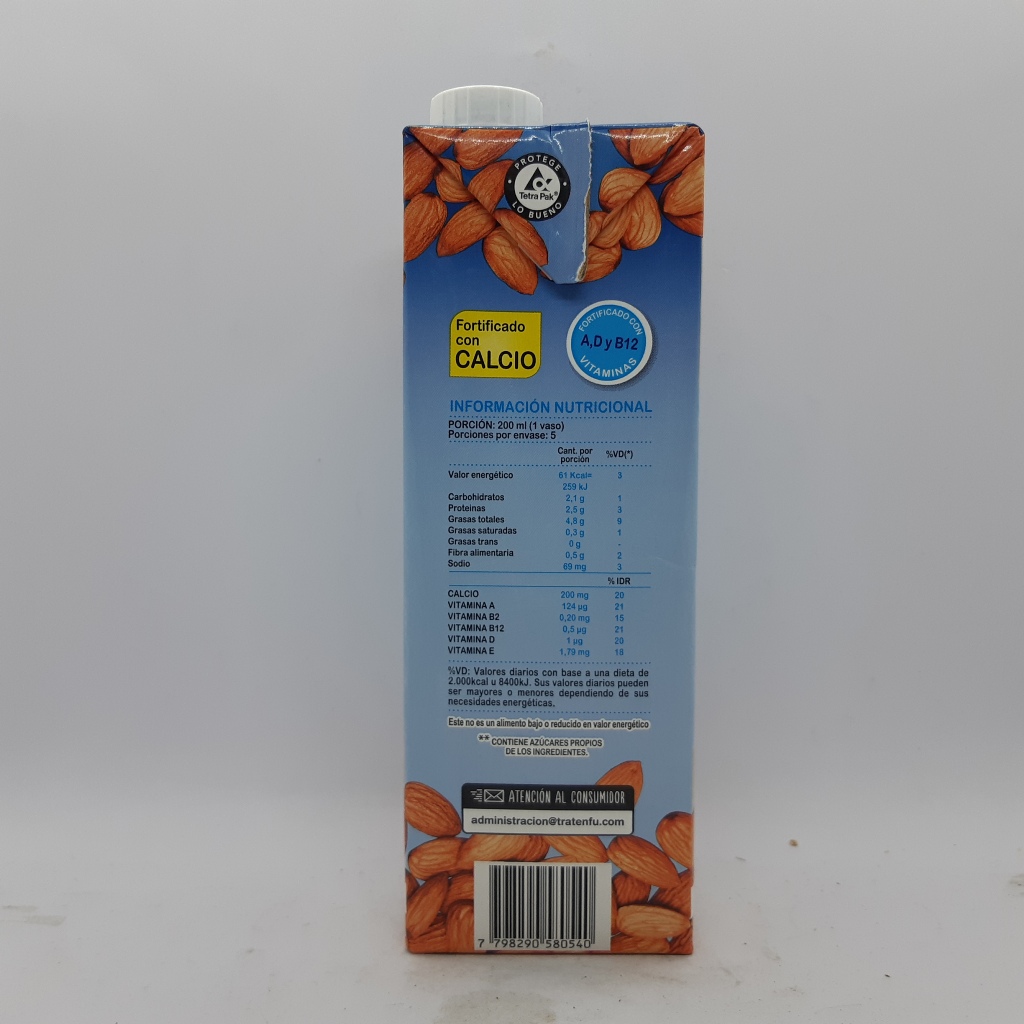 PROTEGE
Tetra Pak®
LO BUENO
Fortificado
con
CALCIO
FORTIFICADO CON
A,D y B12
VITAMINAS
INFORMACIÓN NUTRICIONAL
PORCIÓN: 200 ml (1 vaso)
Porciones por envase: 5
Cant. por porción %VD(*)
Valor energético 61 Kcal= 3
259 kJ
Carbohidratos 2,1 g 1
Proteinas 2,5 g 3
Grasas totales 4,8 g 9
Grasas saturadas 0,3 g 1
Grasas trans 0 g -
Fibra alimentaria 0,5 g 2
Sodio 69 mg 3
% IDR
CALCIO 200 mg 20
VITAMINA A 124 µg 21
VITAMINA B2 0,20 mg 15
VITAMINA B12 0,5 µg 21
VITAMINA D 1 µg 20
VITAMINA E 1,79 mg 18
%VD: Valores diarios con base a una dieta de
2.000kcal u 8400kJ. Sus valores diarios pueden
ser mayores o menores dependiendo de sus
necesidades energéticas.
Este no es un alimento bajo o reducido en valor energético
** CONTIENE AZÚCARES PROPIOS
DE LOS INGREDIENTES.
ATENCIÓN AL CONSUMIDOR
administracion@tratenfu.com
7 798290 580540